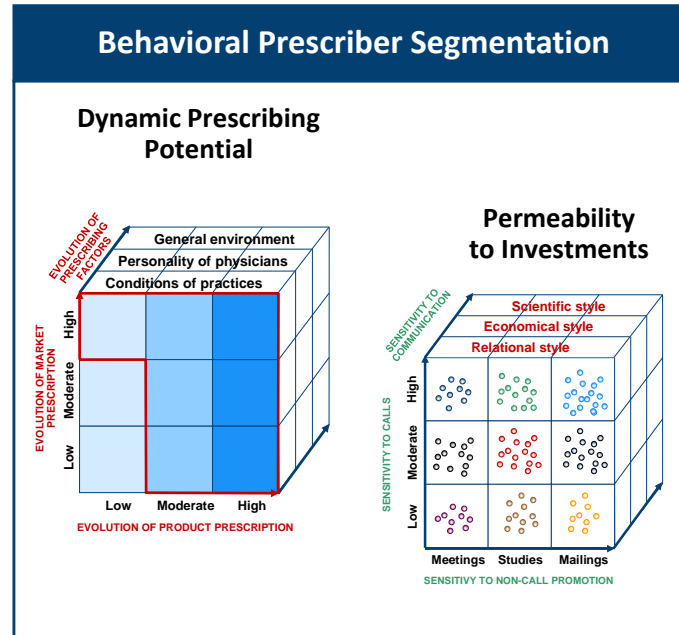 Behavioral Prescriber Segmentation
Dynamic Prescribing
Potential
EVOLUTION OF
PRESCRIBING
FACTORS
General environment
Personality of physicians
Conditions of practices
EVOLUTION OF MARKET
PRESCRIPTION
High
Moderate
Low
Low
Moderate
High
EVOLUTION OF PRODUCT PRESCRIPTION
Permeability
to Investments
SENSITIVITY TO
COMMUNICATION
Scientific style
Economical style
Relational style
SENSITIVITY TO CALLS
High
Moderate
Low
Meetings
Studies
Mailings
SENSITIVY TO NON-CALL PROMOTION